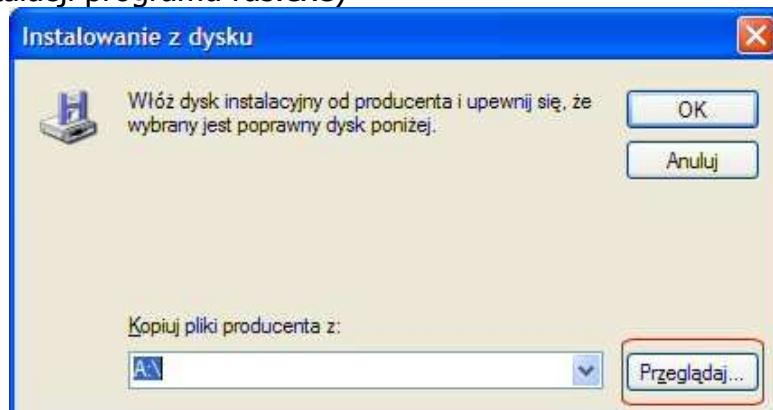 programu
Instalowanie z dysku
Włóż dysk instalacyjny od producenta i upewnij się, że
wybrany jest poprawny dysk poniżej.
OK
Anuluj
Kopiuj pliki producenta z:
A:\
Przeglądaj...